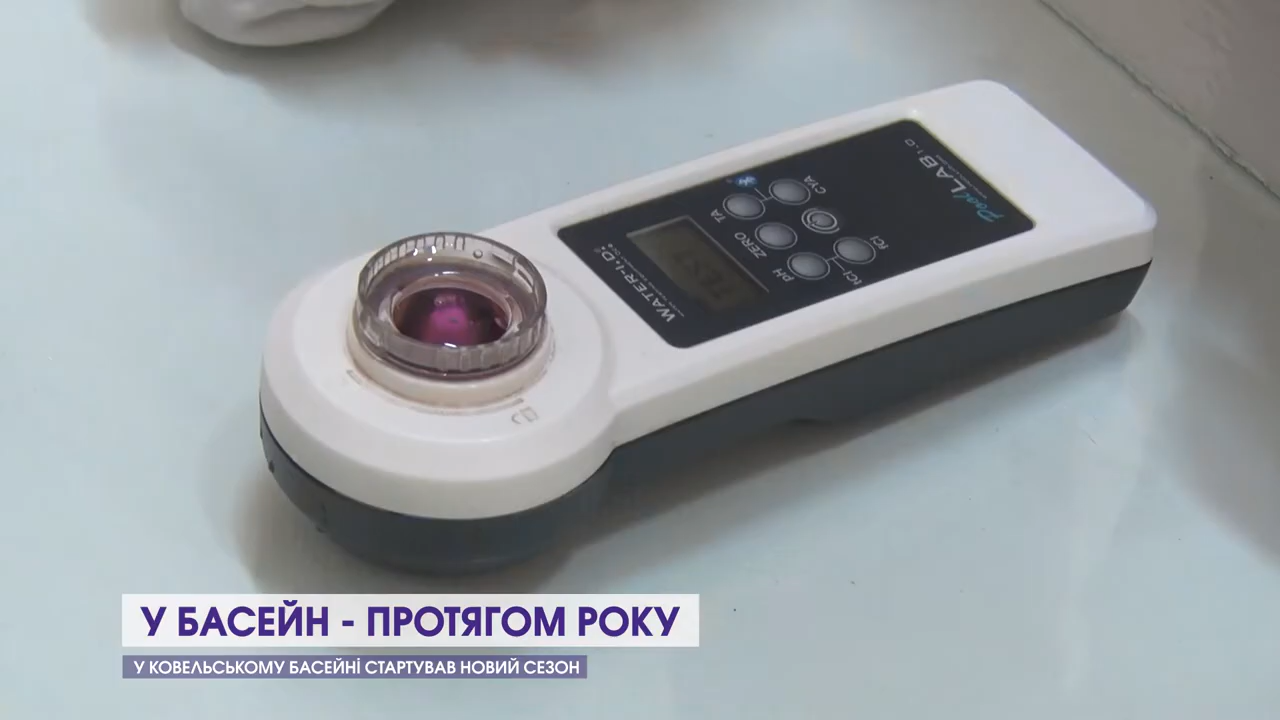 PoolLAB 1.0
CYA
fCl
TA
ZERO
pH
tCl
WATER-I.D.
У БАСЕЙН - ПРОТЯГОМ РОКУ
У КОВЕЛЬСЬКОМУ БАСЕЙНІ СТАРТУВАВ НОВИЙ СЕЗОН